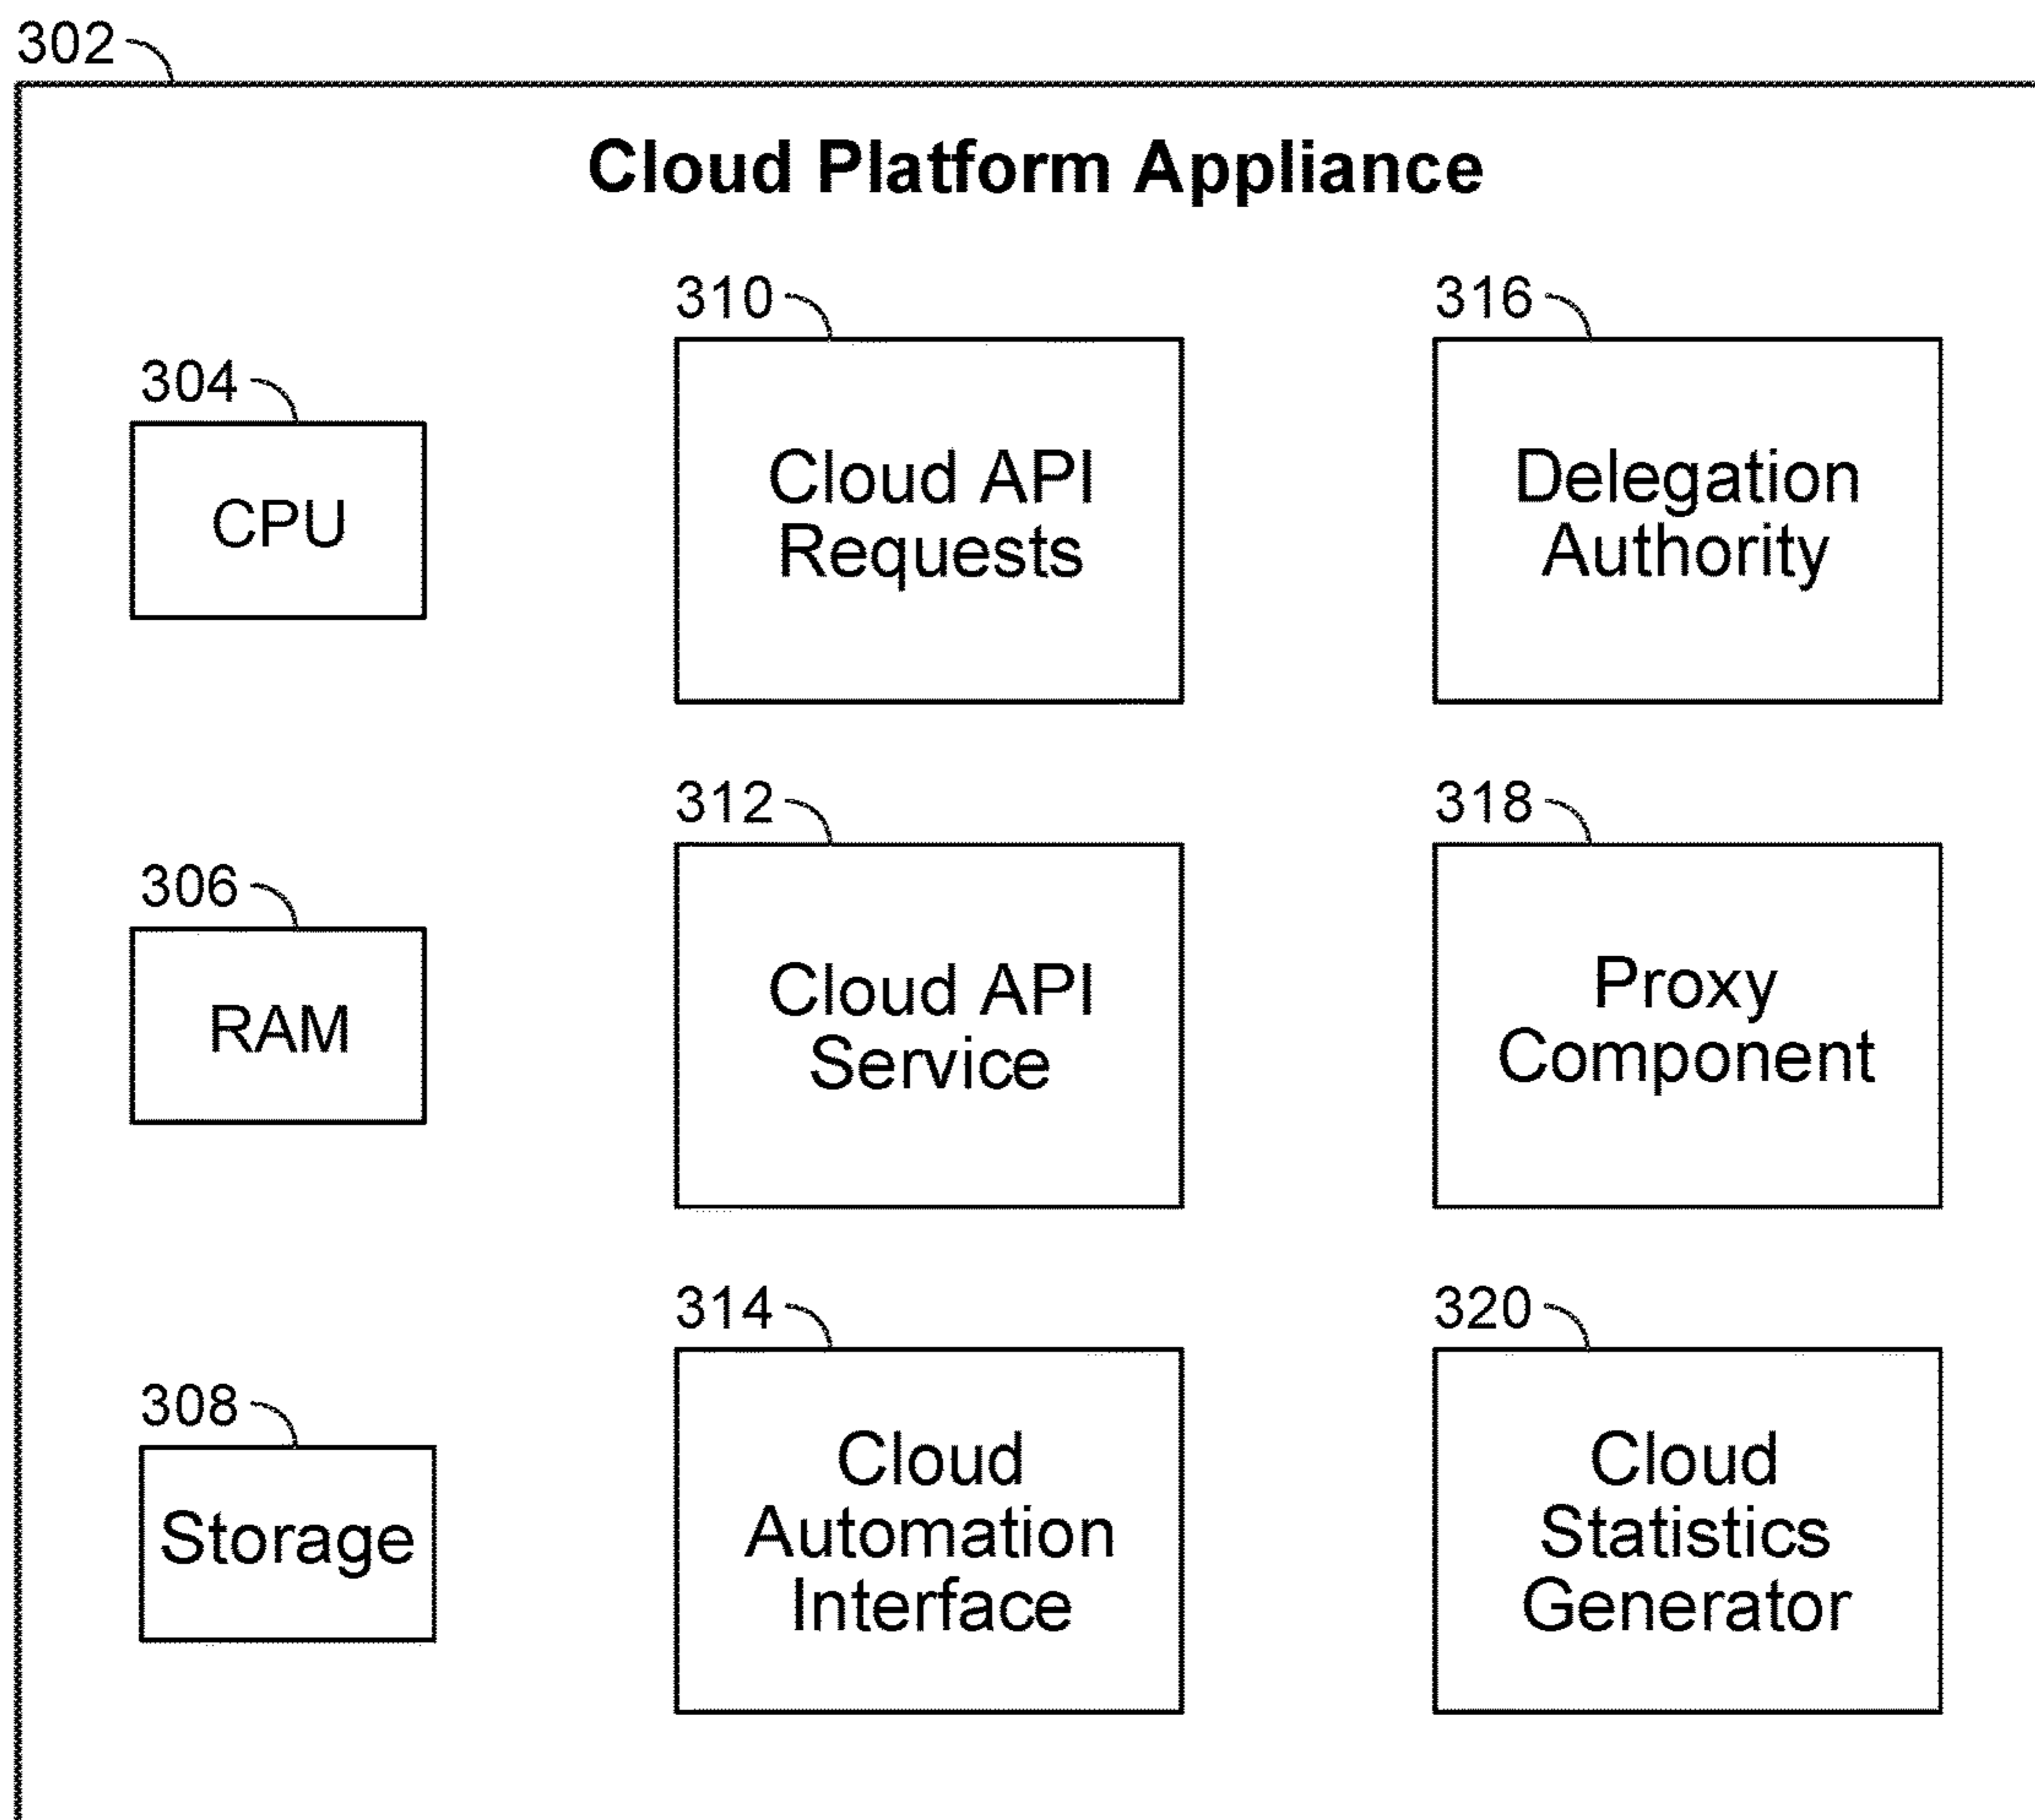 302
Cloud Platform Appliance
310
316
304
Cloud API
Requests
Delegation
Authority
CPU
312
318
306
Cloud API
Service
Proxy
Component
RAM
314
320
308
Cloud
Automation
Interface
Cloud
Statistics
Generator
Storage